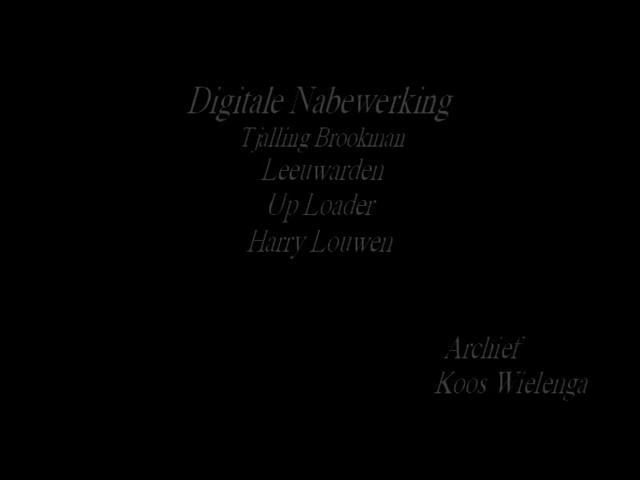 Digitale Nabewerking
Tjalling Brookman
Leeuwarden
Up Loader
Harry Louwen
Archief
Koos Wielenga